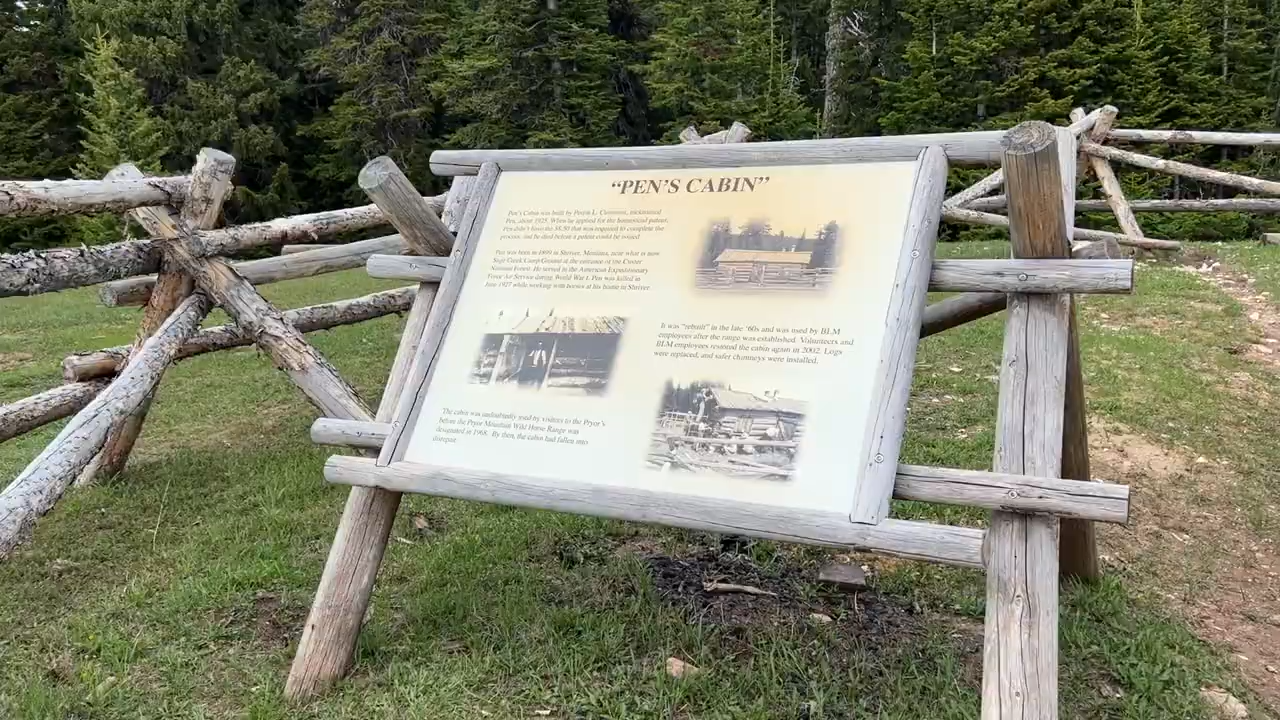 "PEN'S CABIN"
Pen's Cabin was built by Penn L. Cummins, nicknamed
Pen, about 1925. When he applied for the homestead patent,
Pen didn't have the $6.50 that was required to complete the
process, and he died before a patent could be issued.
Pen was born in 1899 in Shriver, Montana, near what is now
Sage Creek Camp Ground at the entrance of the Custer
National Forest. He served in the American Expeditionary
Force Air Service during World War I. Pen was killed in
June 1927 while working with horses at his home in Shriver.
It was "rebuilt" in the late '60s and was used by BLM
employees after the range was established. Volunteers and
BLM employees restored the cabin again in 2002. Logs
were replaced, and safer chimneys were installed.
The cabin was undoubtedly used by visitors to the Pryor's
before the Pryor Mountain Wild Horse Range was
designated in 1968. By then, the cabin had fallen into
disrepair.